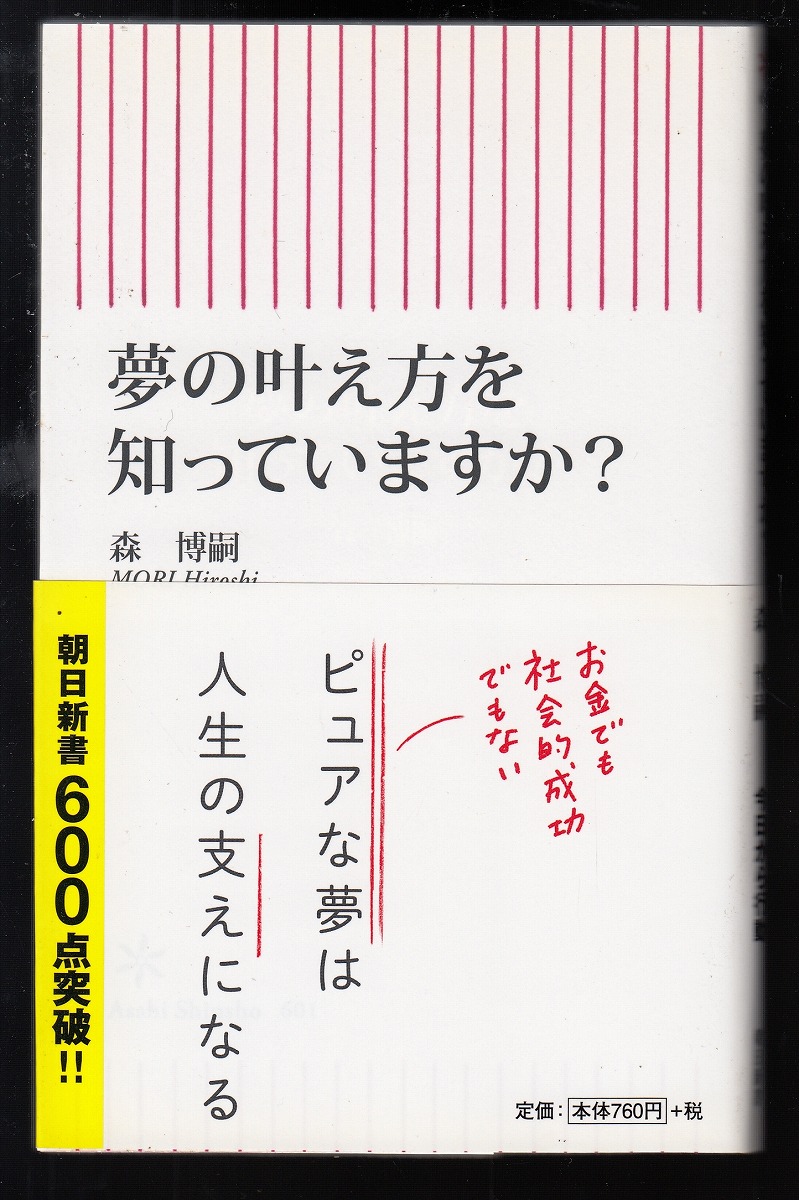 夢の叶え方を
知っていますか？
森 博嗣
MORI Hiroshi
お金でも
社会的成功
でもない
ピュアな夢は
人生の支えになる
朝日新書600点突破!!
Asahi Shinsho 601
定価：本体760円+税